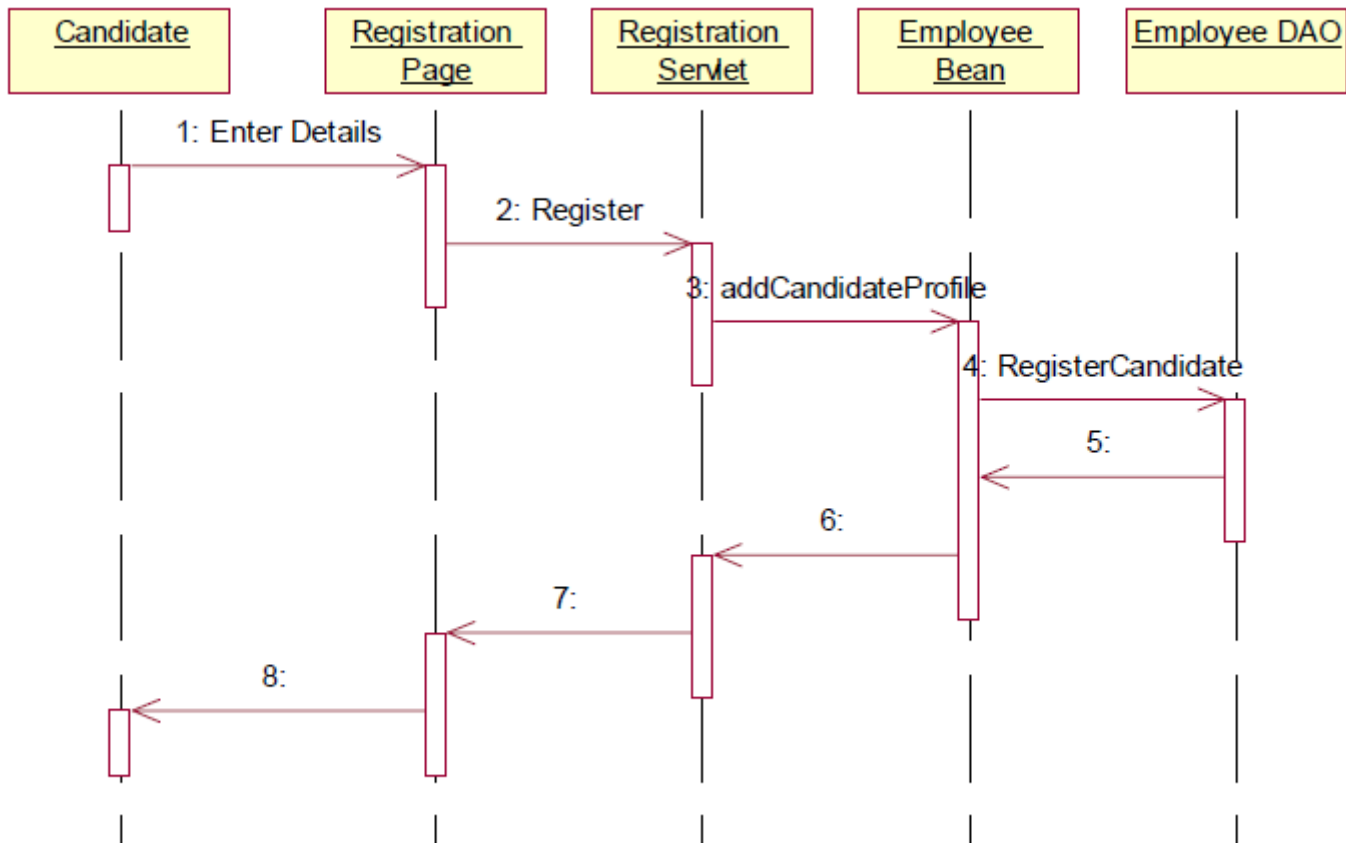 Candidate
Registration
Page
Registration
Servlet
Employee
Bean
Employee DAO
1: Enter Details
2: Register
3: addCandidateProfile
4: RegisterCandidate
5:
6:
7:
8: